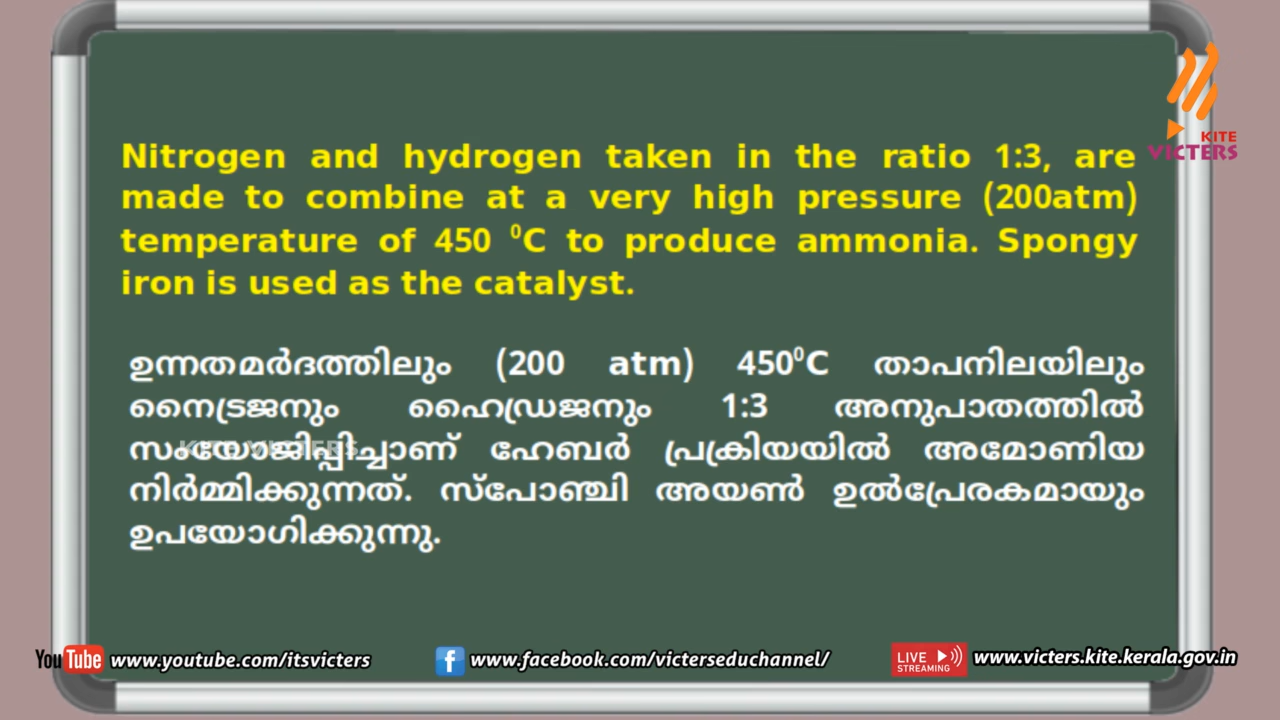 Nitrogen and hydrogen taken in the ratio 1:3, are
made to combine at a very high pressure (200atm)
temperature of 450 ⁰C to produce ammonia. Spongy
iron is used as the catalyst.
ഉന്നതമർദത്തിലും (200 atm) 450⁰C താപനിലയിലും
നൈട്രജനും ഹൈഡ്രജനും 1:3 അനുപാതത്തിൽ
സംയോജിപ്പിച്ചാണ് ഹേബർ പ്രക്രിയയിൽ അമോണിയ
നിർമ്മിക്കുന്നത്. സ്പോഞ്ചി അയൺ ഉൽപ്രേരകമായും
ഉപയോഗിക്കുന്നു.
KITE VICTERS
KITE
VICTERS
YouTube www.youtube.com/itsvicters
f www.facebook.com/victerseduchannel/
LIVE STREAMING www.victers.kite.kerala.gov.in